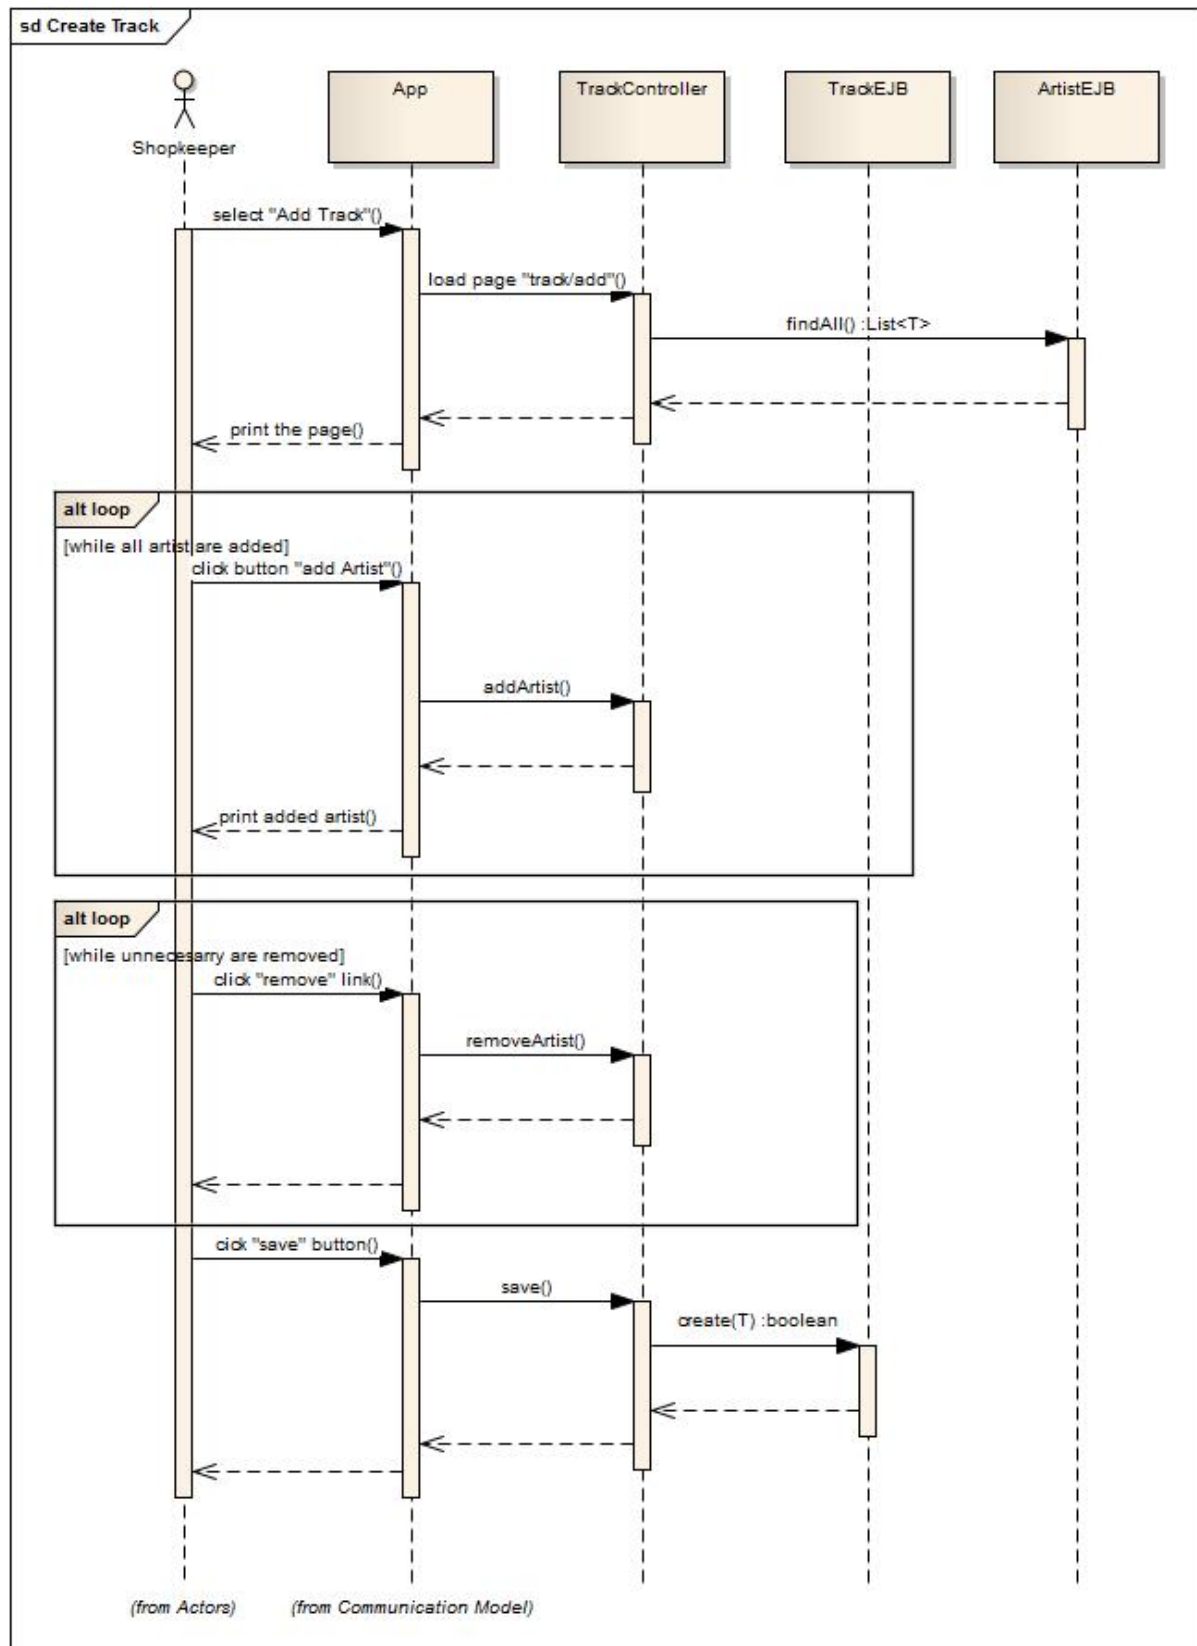 sd Create Track
App
TrackController
TrackEJB
ArtistEJB
Shopkeeper
select "Add Track"()
load page "track/add"()
findAll() :List<T>
print the page()
alt loop
[while all artist are added]
click button "add Artist"()
addArtist()
print added artist()
alt loop
[while unnecesarry are removed]
click "remove" link()
removeArtist()
cick "save" button()
save()
create(T) :boolean
(from Actors)
(from Communication Model)